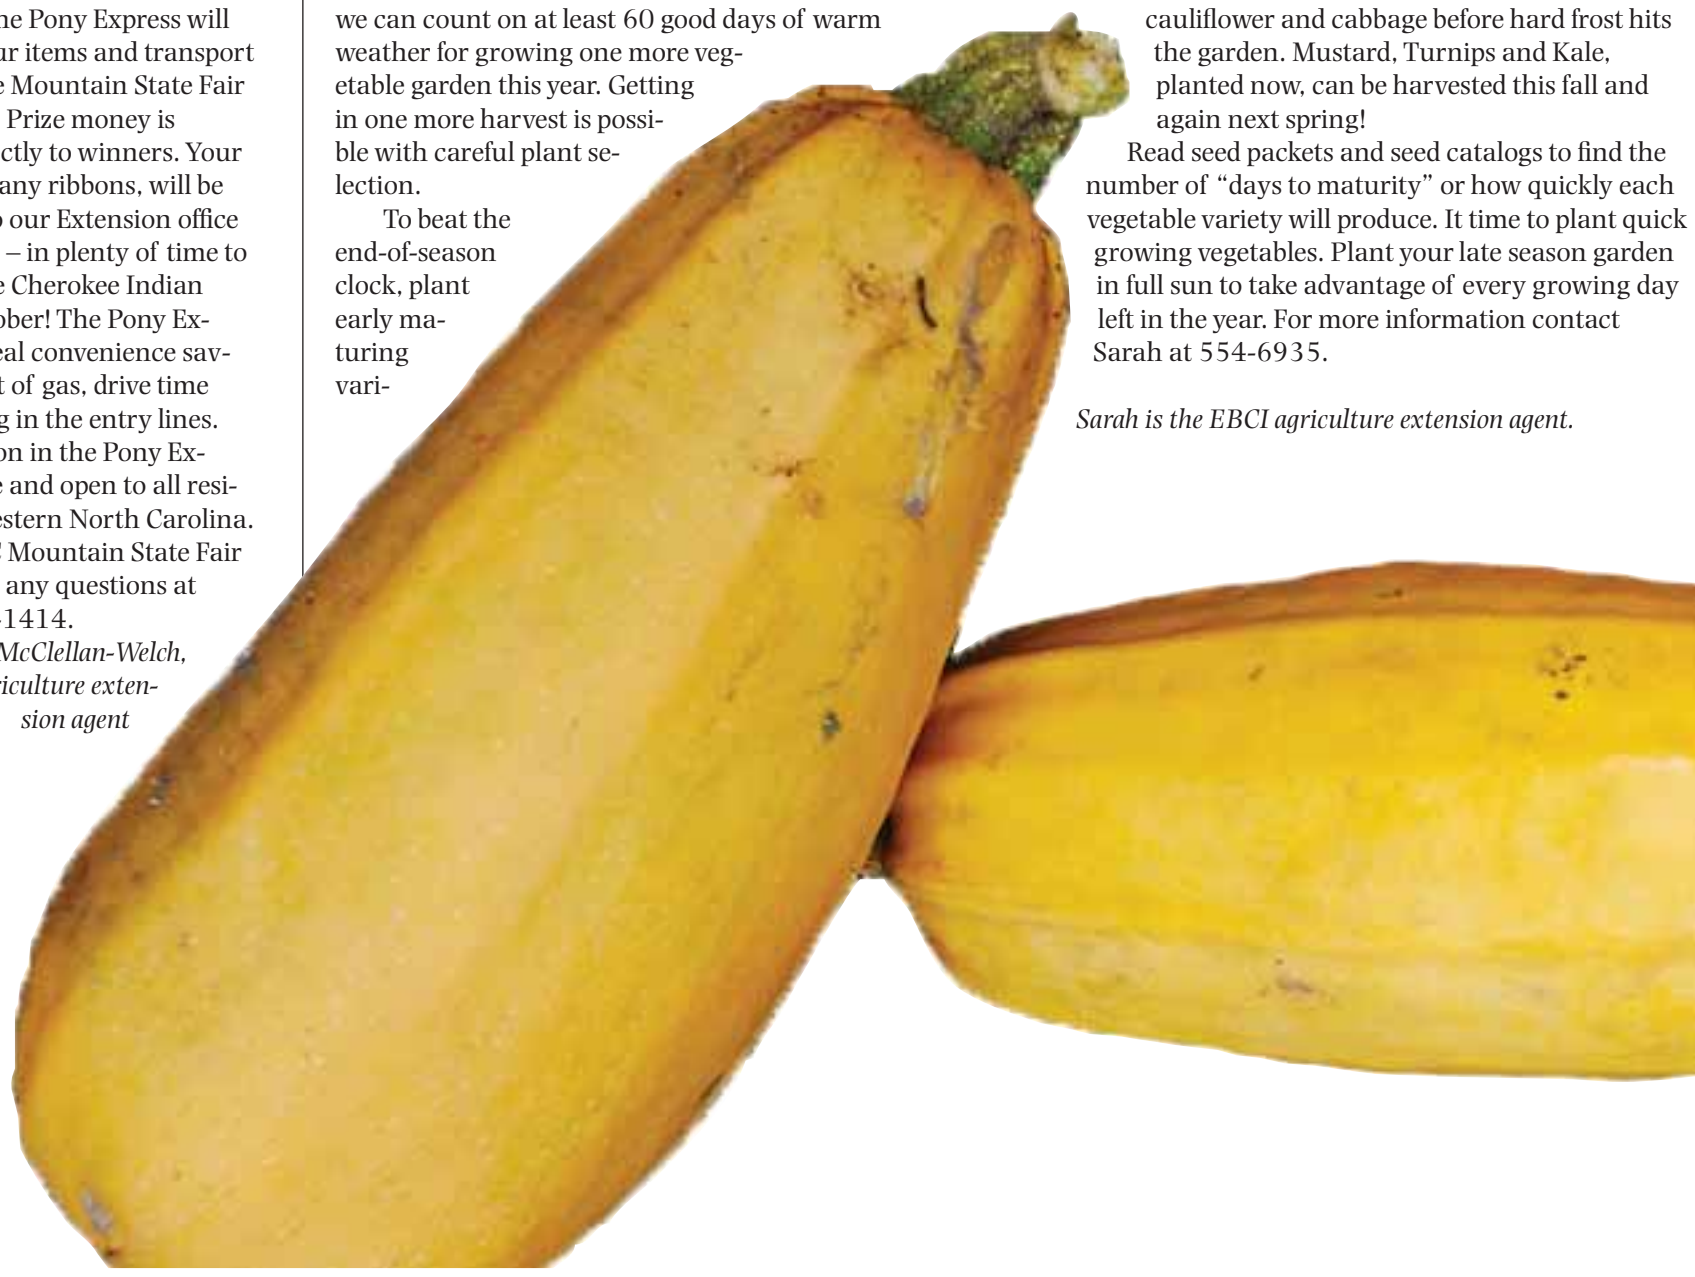 ne Pony Express will
ur items and transport
e Mountain State Fair
Prize money is
ctly to winners. Your
any ribbons, will be
o our Extension office
– in plenty of time to
e Cherokee Indian
ober! The Pony Ex-
eal convenience sav-
t of gas, drive time
g in the entry lines.
on in the Pony Ex-
e and open to all resi-
estern North Carolina.
Mountain State Fair
any questions at
-1414.
McClellan-Welch,
riculture exten-
sion agent
we can count on at least 60 good days of warm
weather for growing one more veg-
etable garden this year. Getting
in one more harvest is possi-
ble with careful plant se-
lection.
To beat the
end-of-season
clock, plant
early ma-
turing
vari-
cauliflower and cabbage before hard frost hits
the garden. Mustard, Turnips and Kale,
planted now, can be harvested this fall and
again next spring!
Read seed packets and seed catalogs to find the
number of “days to maturity” or how quickly each
vegetable variety will produce. It time to plant quick
growing vegetables. Plant your late season garden
in full sun to take advantage of every growing day
left in the year. For more information contact
Sarah at 554-6935.
Sarah is the EBCI agriculture extension agent.